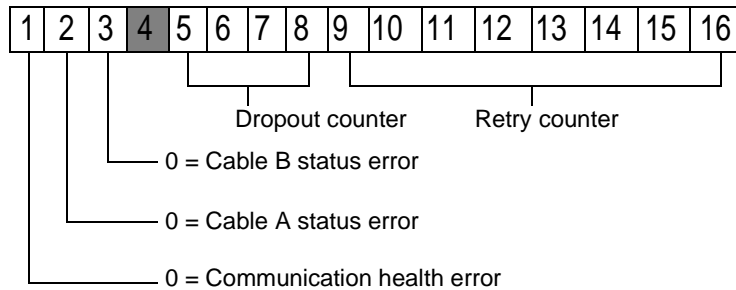 1 2 3 4 5 6 7 8 9 10 11 12 13 14 15 16
Dropout counter Retry counter
0 = Cable B status error
0 = Cable A status error
0 = Communication health error